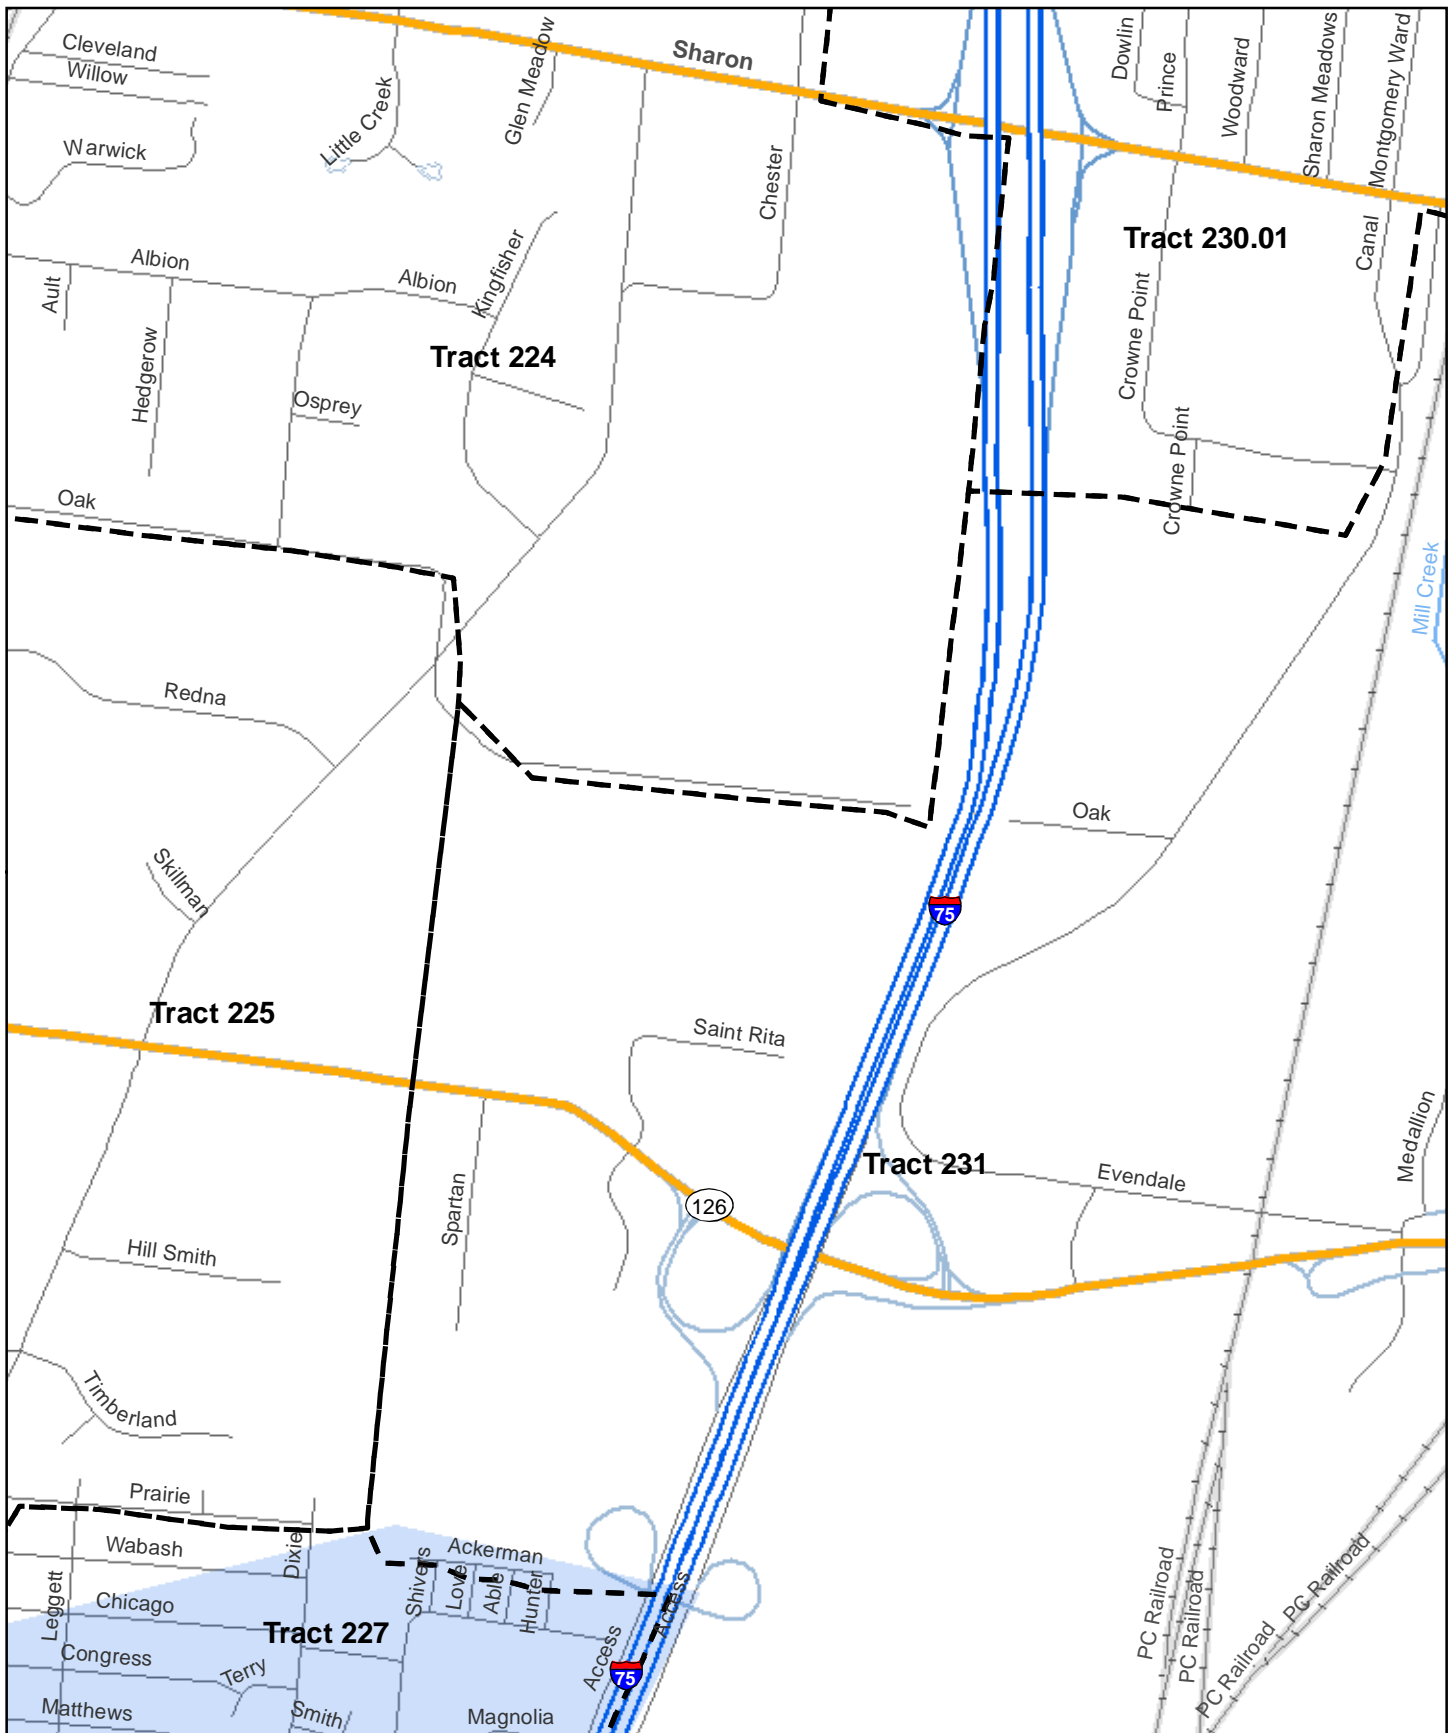 Cleveland
Willow
Warwick
Little Creek
Glen Meadow
Sharon
Chester
Dowlin
Prince
Woodward
Sharon Meadows
Montgomery Ward
Canal
Tract 230.01
Albion
Albion
Ault
Hedgerow
Kingfisher
Tract 224
Osprey
Crowne Point
Crowne Point
Oak
Mill Creek
Redna
Oak
Skillman
75
Tract 225
Saint Rita
Medallion
Tract 231
Evendale
Spartan
126
Hill Smith
Timberland
Prairie
Wabash
Dixie
Ackerman
Shivers
Love
Able
Hunter
Access
Access
Leggett
Chicago
Tract 227
Congress
Terry
75
Matthews
Smith
Magnolia
PC Railroad
PC Railroad
PC Railroad
PC Railroad